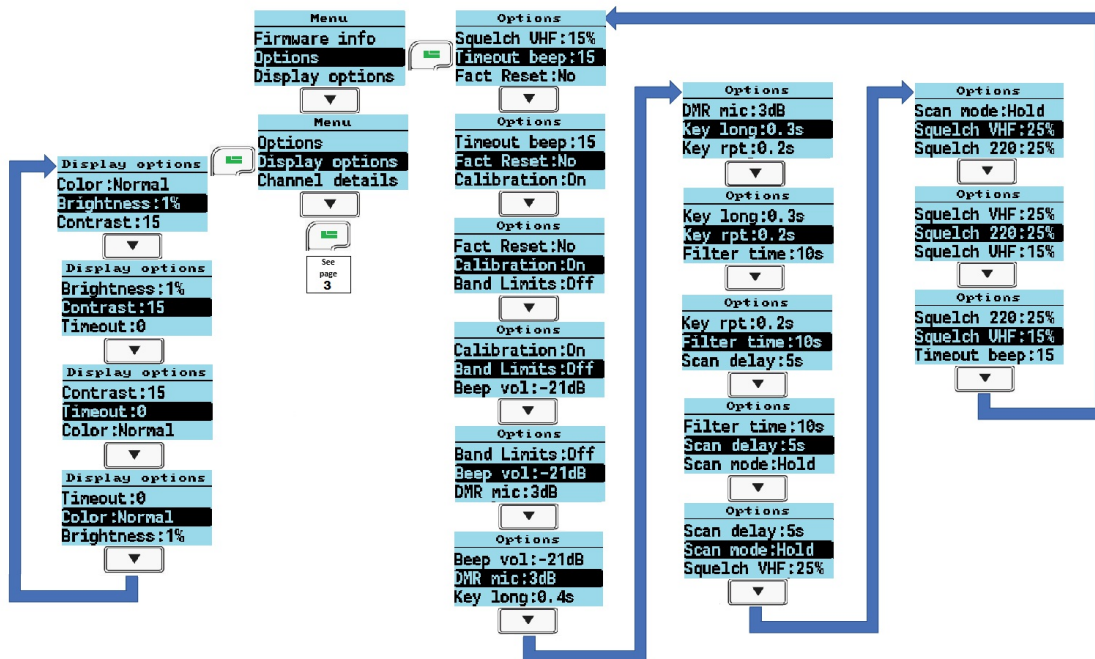 Menu
Firmware info
Options
Display options
Menu
Options
Display options
Channel details
See
page
3
Display options
Color:Normal
Brightness:1%
Contrast:15
Display options
Brightness:1%
Contrast:15
Timeout:0
Display options
Contrast:15
Timeout:0
Color:Normal
Display options
Timeout:0
Color:Normal
Brightness:1%
Options
Squelch VHF:15%
Timeout beep:15
Fact Reset:No
Options
Timeout beep:15
Fact Reset:No
Calibration:On
Fact Reset:No
Calibration:On
Band Limits:Off
Options
Calibration:On
Band Limits:Off
Beep vol:-21dB
Options
Band Limits:Off
Beep vol:-21dB
DMR mic:3dB
Options
Beep vol:-21dB
DMR mic:3dB
Key long:0.4s
Options
DMR mic:3dB
Key long:0.3s
Key rpt:0.2s
Options
Key long:0.3s
Key rpt:0.2s
Filter time:10s
Options
Key rpt:0.2s
Filter time:10s
Scan delay:5s
Options
Filter time:10s
Scan delay:5s
Scan mode:Hold
Options
Scan delay:5s
Scan mode:Hold
Squelch VHF:25%
Options
Scan mode:Hold
Squelch VHF:25%
Squelch 220:25%
Options
Squelch VHF:25%
Squelch 220:25%
Squelch VHF:15%
Options
Squelch 220:25%
Squelch VHF:15%
Timeout beep:15